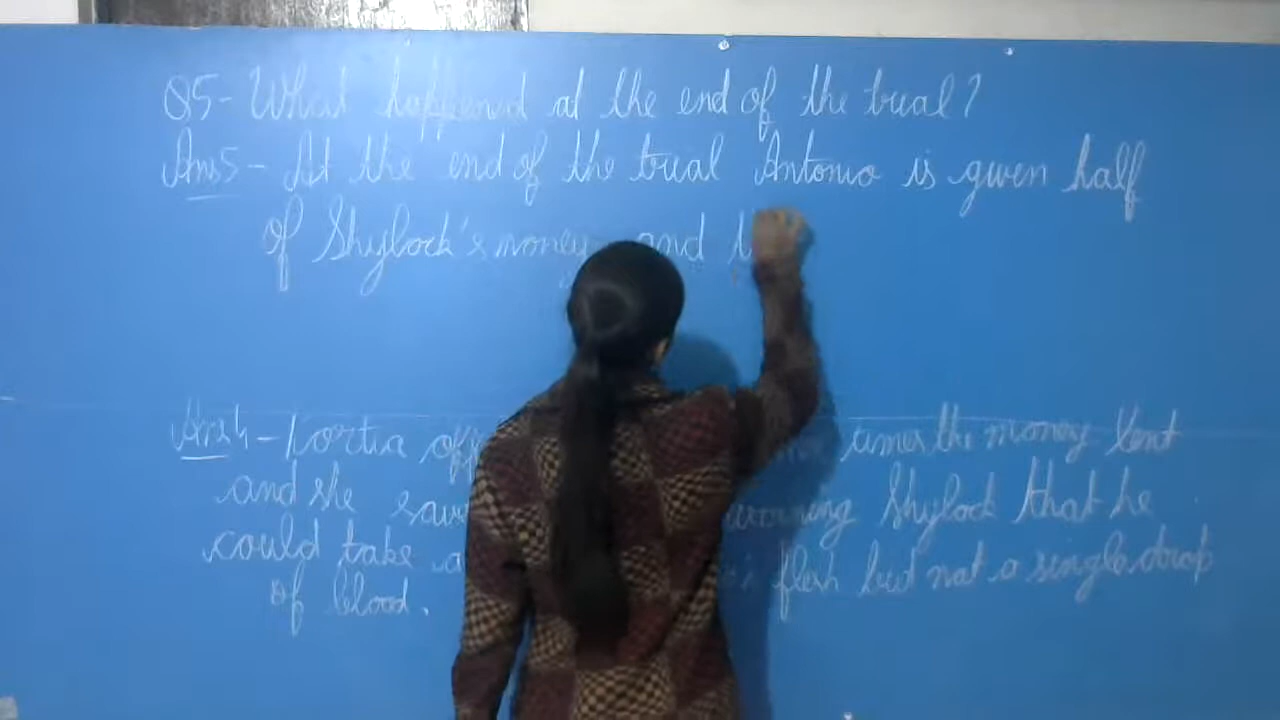 Q5- What happened at the end of the trial?
Ans5- At the end of the trial Antonio is given half
of Shylock's money and
Ans4- Portia times the money lent
and she warning Shylock that he
could take flesh but not a single drop
of blood.